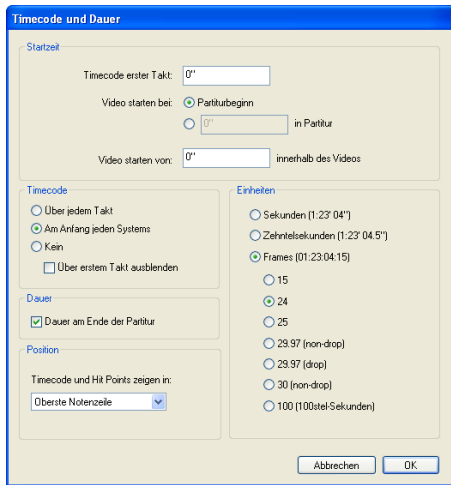 Timecode und Dauer
Startzeit
Timecode erster Takt: 0"
Video starten bei: Partiturbeginn
0" in Partitur
Video starten von: 0" innerhalb des Videos
Timecode
Über jedem Takt
Am Anfang jeden Systems
Kein
Über erstem Takt ausblenden
Dauer
Dauer am Ende der Partitur
Position
Timecode und Hit Points zeigen in:
Oberste Notenzeile
Einheiten
Sekunden (1:23' 04")
Zehntelsekunden (1:23' 04.5")
Frames (01:23:04:15)
15
24
25
29.97 (non-drop)
29.97 (drop)
30 (non-drop)
100 (100stel-Sekunden)
Abbrechen OK